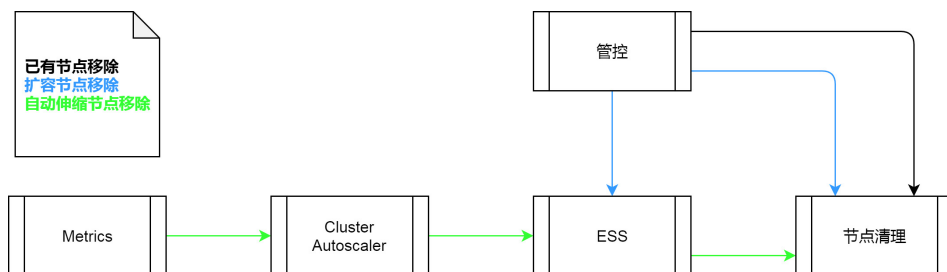 已有节点移除
扩容节点移除
自动伸缩节点移除
管控
Metrics
Cluster
Autoscaler
ESS
节点清理